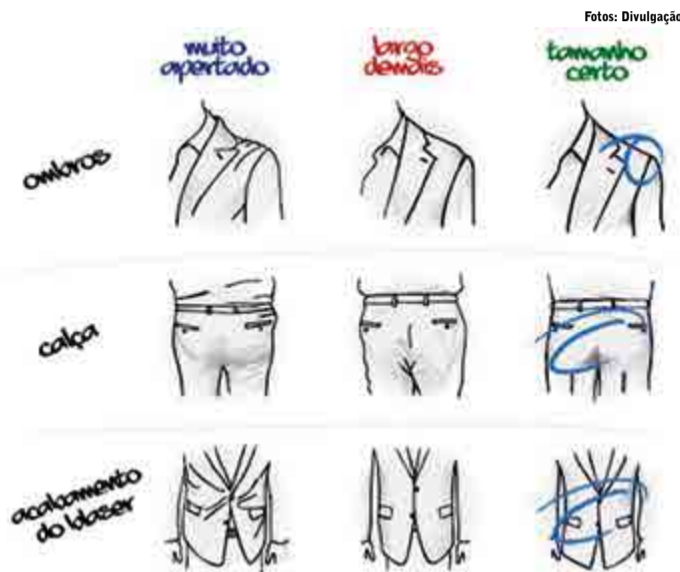 Fotos: Divulgação
muito
apertado
largo
demais
tamanho
certo
ombros
calça
acabamento
do blaser